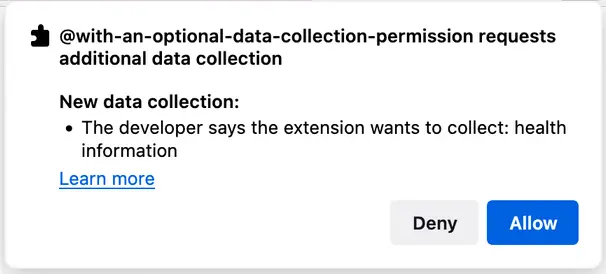 @with-an-optional-data-collection-permission requests
additional data collection
New data collection:
• The developer says the extension wants to collect: health
information
Learn more
Deny Allow